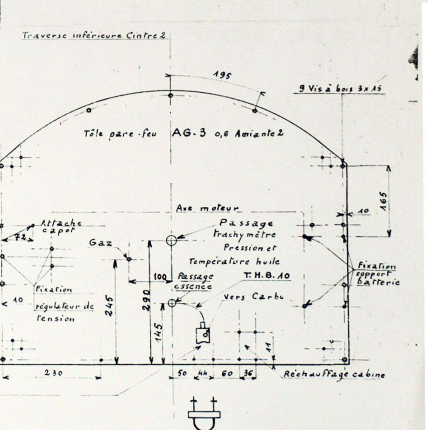 Traverse inférieure Cintre 2
195
9 Vis à bois 3x15
Tôle pare-feu AG-3 0,6 Amiante 2
165
Axe moteur
10
Attache
capot
72
Passage
trachymètre
Pression et
Température huile
Gaz
100
Passage
essence
T.H.B. 10
Vers Carbu
Fixation
support
batterie
10
Fixation
régulateur de
tension
245
290
145
11
230
50
44
60
36
Réchauffage cabine